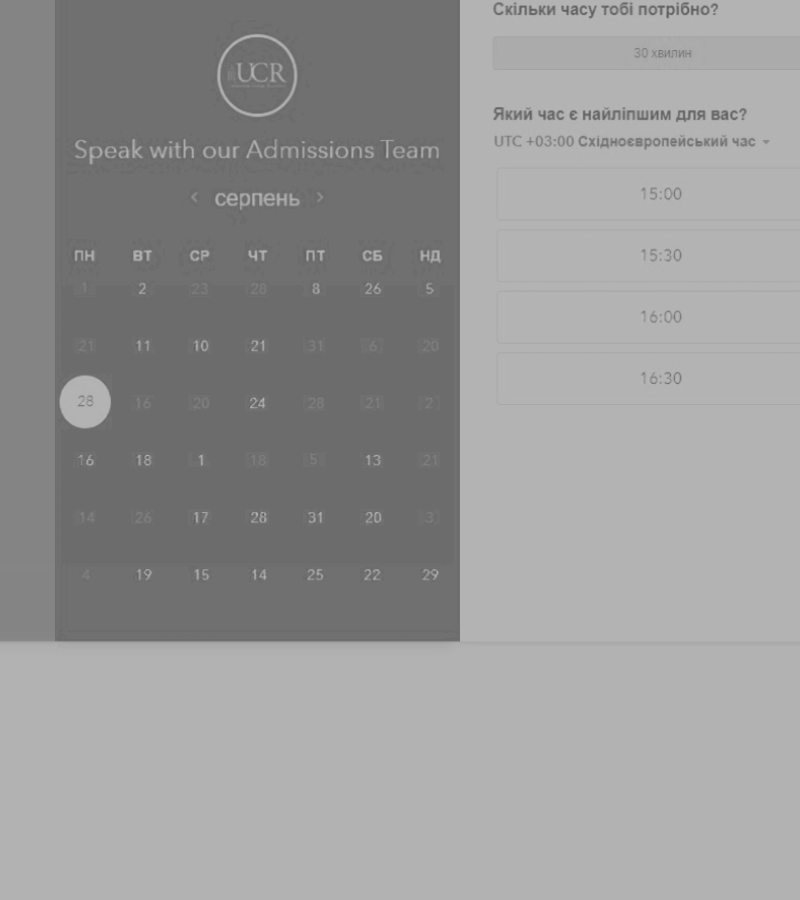 UCR
Speak with our Admissions Team
серпень
ПН ВТ СР ЧТ ПТ СБ НД
1 2 23 28 8 26 5
21 11 10 21 31 6 20
28 16 20 24 28 21 2
16 18 1 18 5 13 21
14 26 17 28 31 20 3
4 19 15 14 25 22 29
Скільки часу тобі потрібно?
30 хвилин
Який час є найліпшим для вас?
UTC +03:00 Східноєвропейський час
15:00
15:30
16:00
16:30